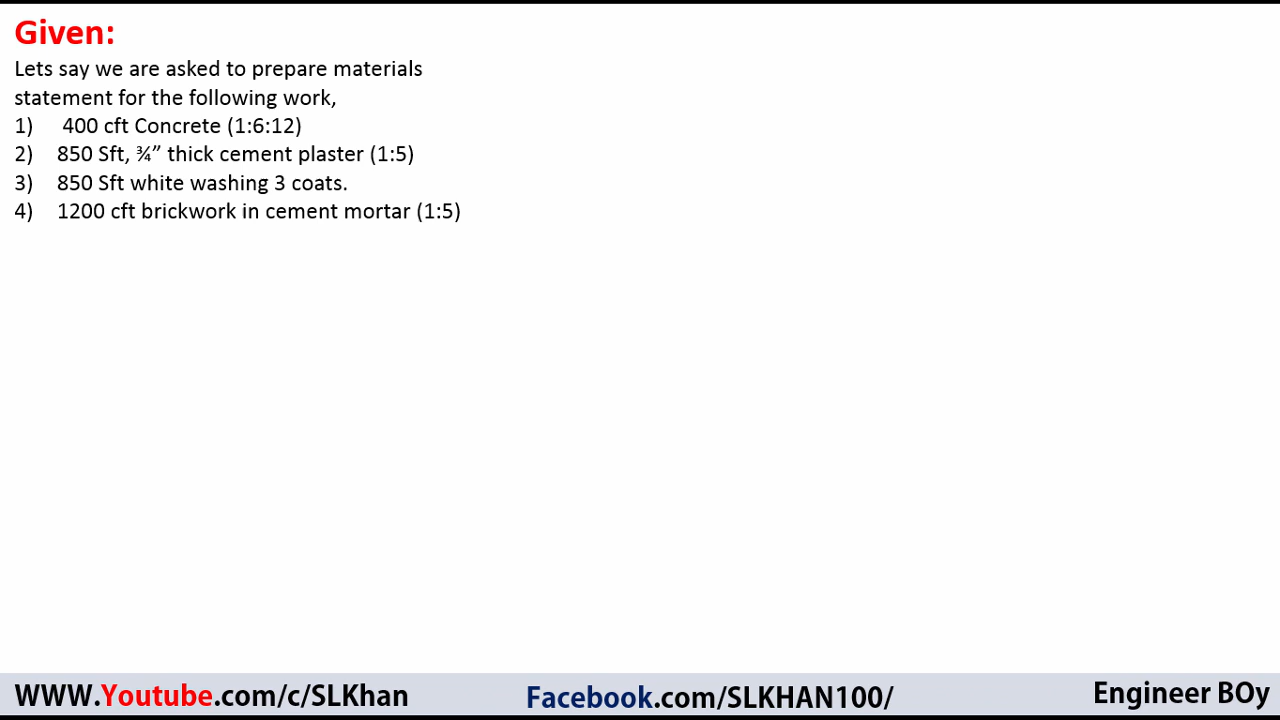 Given:
Lets say we are asked to prepare materials
statement for the following work,
1) 400 cft Concrete (1:6:12)
2) 850 Sft, ¾” thick cement plaster (1:5)
3) 850 Sft white washing 3 coats.
4) 1200 cft brickwork in cement mortar (1:5)
WWW.Youtube.com/c/SLKhan
Facebook.com/SLKHAN100/
Engineer BOy